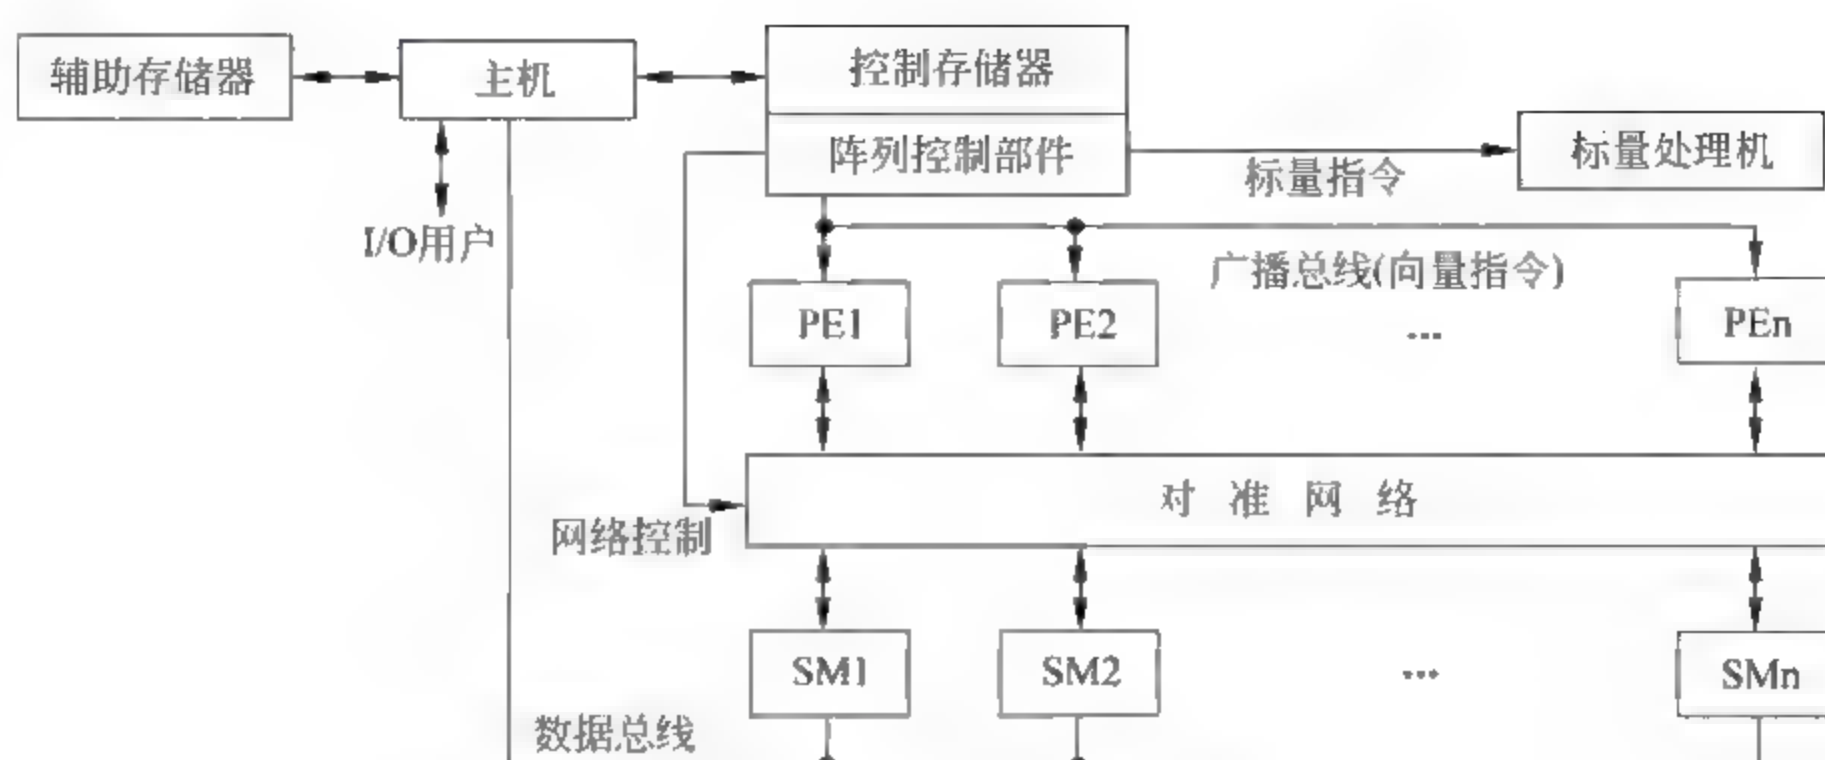 辅助存储器
主机
控制存储器
阵列控制部件
标量处理机
标量指令
I/O用户
广播总线(向量指令)
PE1
PE2
...
PEn
对 准 网 络
网络控制
SM1
SM2
...
SMn
数据总线